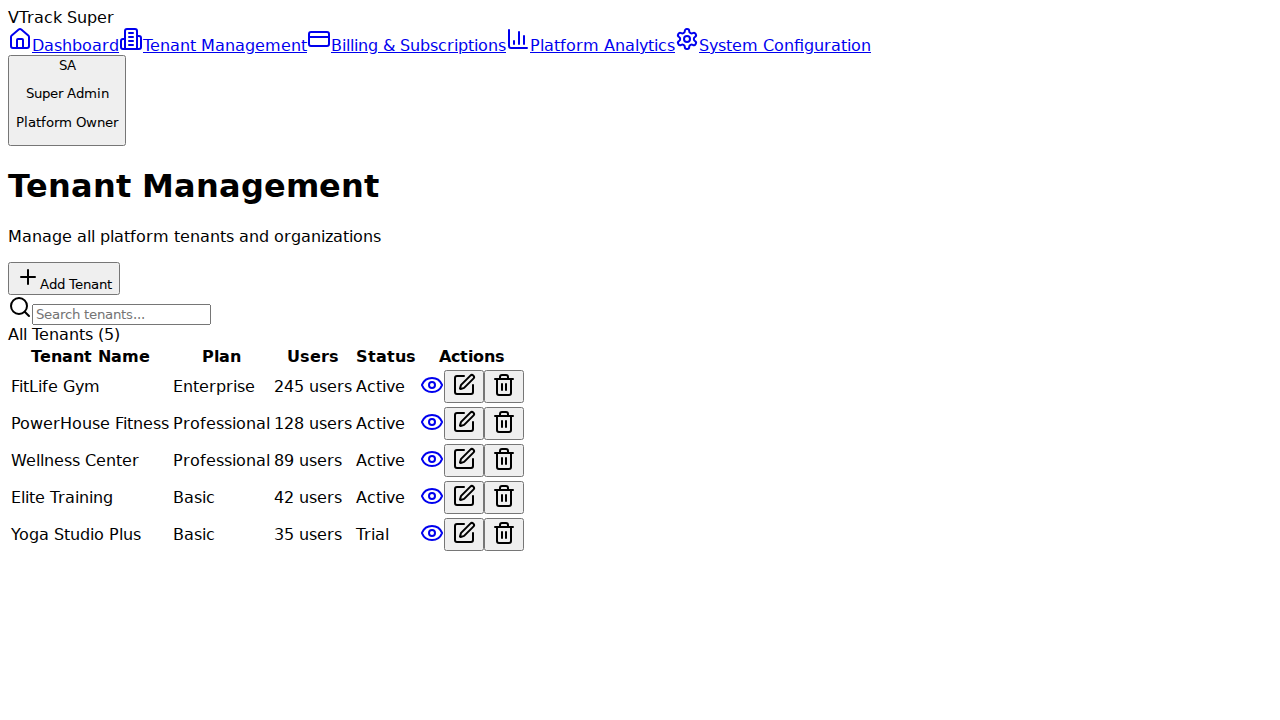 VTrack Super
Dashboard Tenant Management Billing & Subscriptions Platform Analytics System Configuration
SA
Super Admin
Platform Owner
Tenant Management
Manage all platform tenants and organizations
Add Tenant
Search tenants...
All Tenants (5)
Tenant Name Plan Users Status Actions
FitLife Gym Enterprise 245 users Active
PowerHouse Fitness Professional 128 users Active
Wellness Center Professional 89 users Active
Elite Training Basic 42 users Active
Yoga Studio Plus Basic 35 users Trial